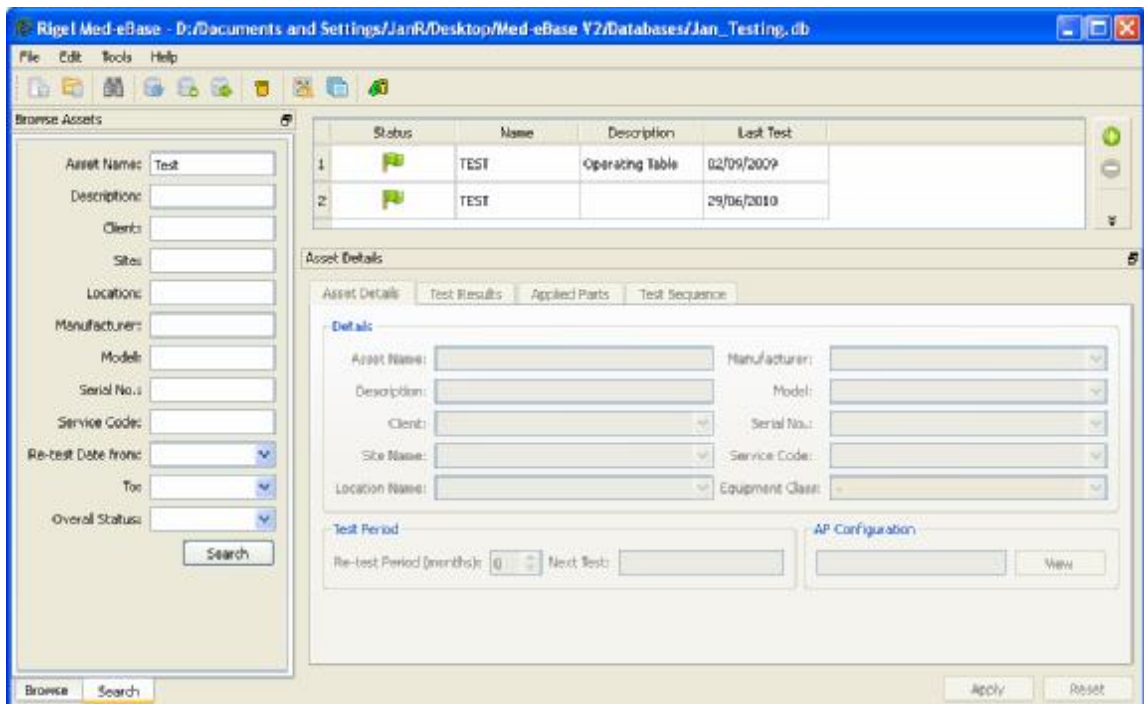 Rigel Med-eBase - D:/Documents and Settings/JanR/Desktop/Med-eBase V2/Databases/Jan_Testing.db
File Edit Tools Help
Browse Assets
Asset Name: Test
Description:
Client:
Site:
Location:
Manufacturer:
Model:
Serial No.:
Service Code:
Re-test Date from:
To:
Overal Status:
Search
Browse Search
Status Name Description Last Test
1 TEST Operating Table 02/09/2009
2 TEST 29/06/2010
Asset Details
Asset Details Test Results Applied Parts Test Sequence
Details
Asset Name: Manufacturer:
Description: Model:
Client: Serial No.:
Site Name: Service Code:
Location Name: Equipment Class: -
Test Period AP Configuration
Re-test Period (months): 0 Next Test: View
Apply Reset